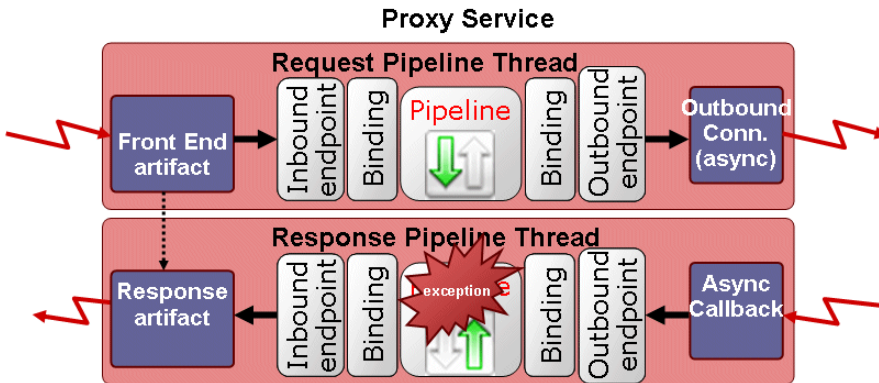 Proxy Service
Request Pipeline Thread
Front End
artifact
Inbound
endpoint
Binding
Pipeline
Binding
Outbound
endpoint
Outbound
Conn.
(async)
Response Pipeline Thread
Response
artifact
Inbound
endpoint
Binding
exception
Binding
Outbound
endpoint
Async
Callback